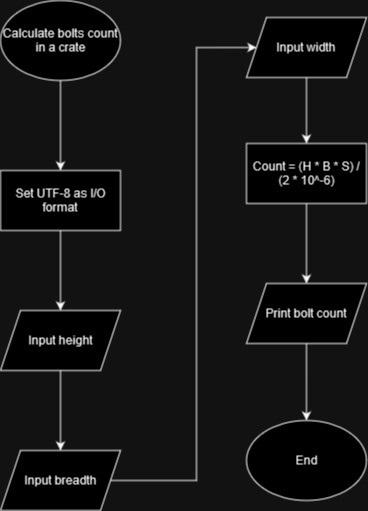 Calculate bolts count
in a crate
Set UTF-8 as I/O
format
Input height
Input breadth
Input width
Count = (H * B * S) /
(2 * 10^-6)
Print bolt count
End